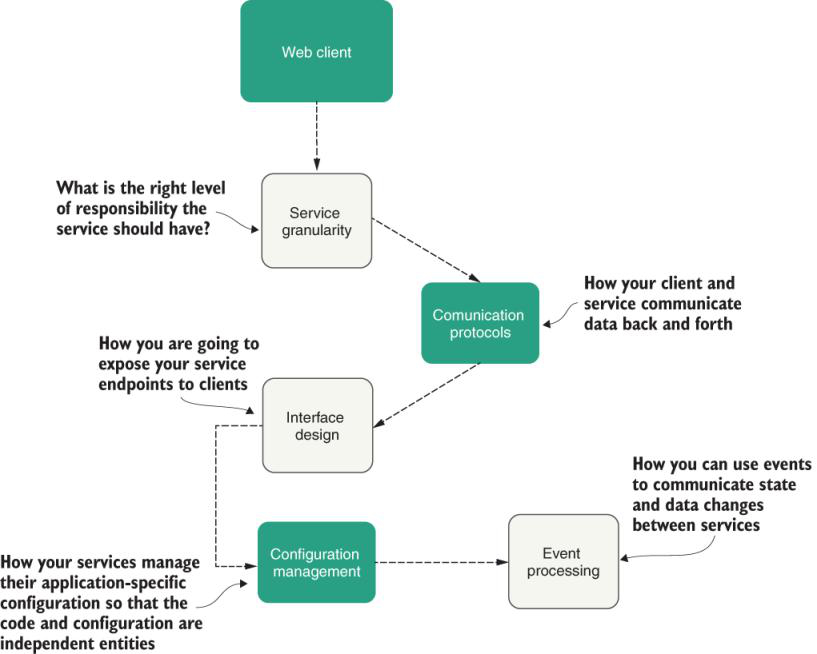 Web client
What is the right level
of responsibility the
service should have?
Service
granularity
How your client and
service communicate
data back and forth
Comunication
protocols
How you are going to
expose your service
endpoints to clients
Interface
design
How you can use events
to communicate state
and data changes
between services
Configuration
management
Event
processing
How your services manage
their application-specific
configuration so that the
code and configuration are
independent entities